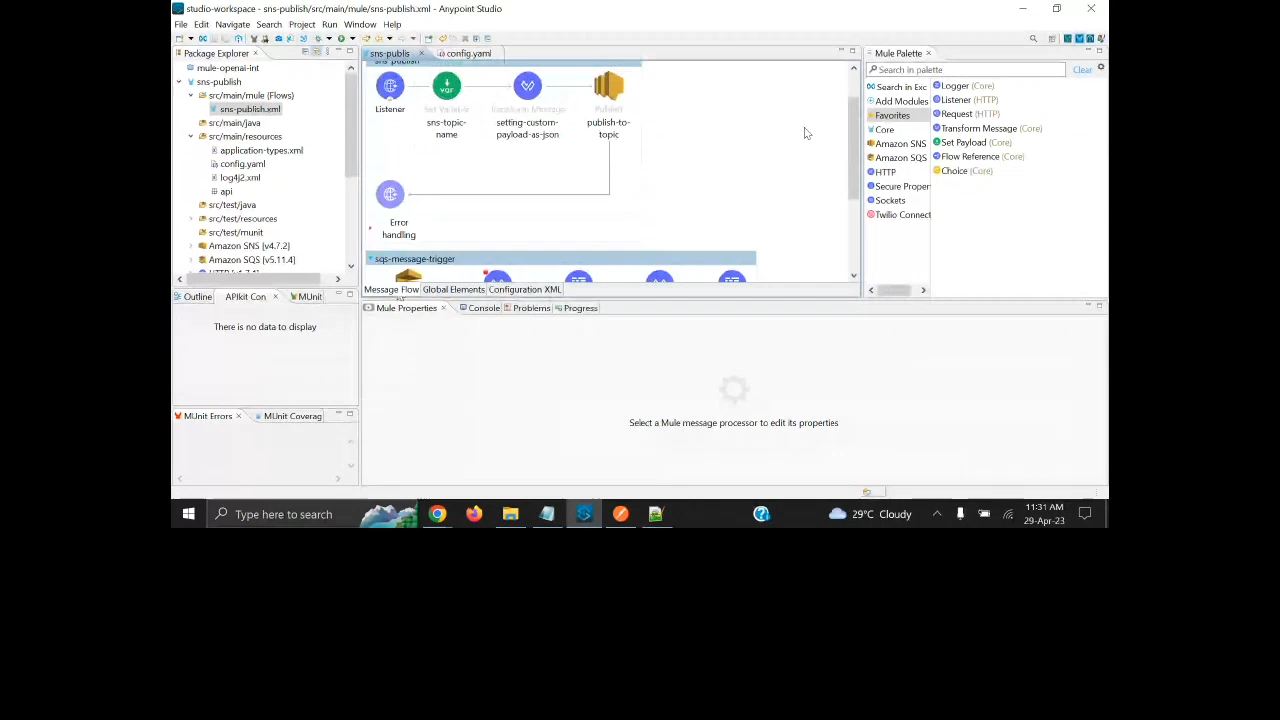 studio-workspace - sns-publish/src/main/mule/sns-publish.xml - Anypoint Studio
File Edit Navigate Search Project Run Window Help
Package Explorer
mule-openai-int
sns-publish
src/main/mule (Flows)
sns-publish.xml
src/main/java
src/main/resources
application-types.xml
config.yaml
log4j2.xml
api
src/test/java
src/test/resources
src/test/munit
Amazon SNS [v4.7.2]
Amazon SQS [v5.11.4]
sns-publis
config.yaml
sns-publish
Listener
Set Variable
sns-topic-
name
Transform Message
setting-custom-
payload-as-json
Publish
publish-to-
topic
Error
handling
sqs-message-trigger
Message Flow Global Elements Configuration XML
Mule Palette
Search in palette
Clear
Search in Exc
Add Modules
Favorites
Core
Amazon SNS
Amazon SQS
HTTP
Secure Proper
Sockets
Twilio Connect
Logger (Core)
Listener (HTTP)
Request (HTTP)
Transform Message (Core)
Set Payload (Core)
Flow Reference (Core)
Choice (Core)
Outline APIkit Con MUnit
There is no data to display
MUnit Errors MUnit Coverag
Mule Properties Console Problems Progress
Select a Mule message processor to edit its properties
Type here to search
29°C Cloudy
11:31 AM
29-Apr-23